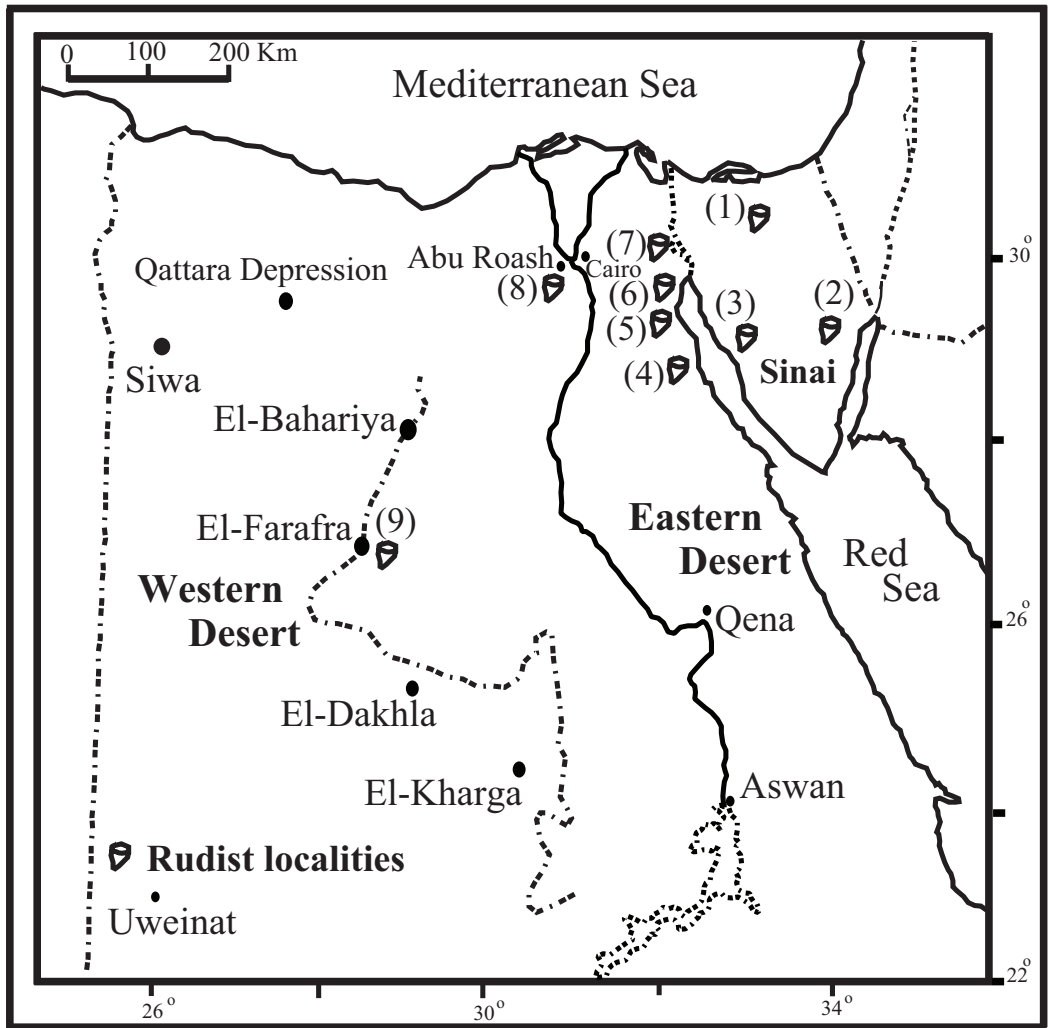 0 100 200 Km
Mediterranean Sea
(1)
(7)
30°
Abu Roash
Cairo
Qattara Depression
(8)
(6)
(3)
(2)
(5)
Siwa
(4)
Sinai
El-Bahariya
El-Farafra
(9)
Eastern
Desert
Red
Sea
Western
Desert
Qena
26°
El-Dakhla
El-Kharga
Aswan
Rudist localities
Uweinat
22°
26°
30°
34°